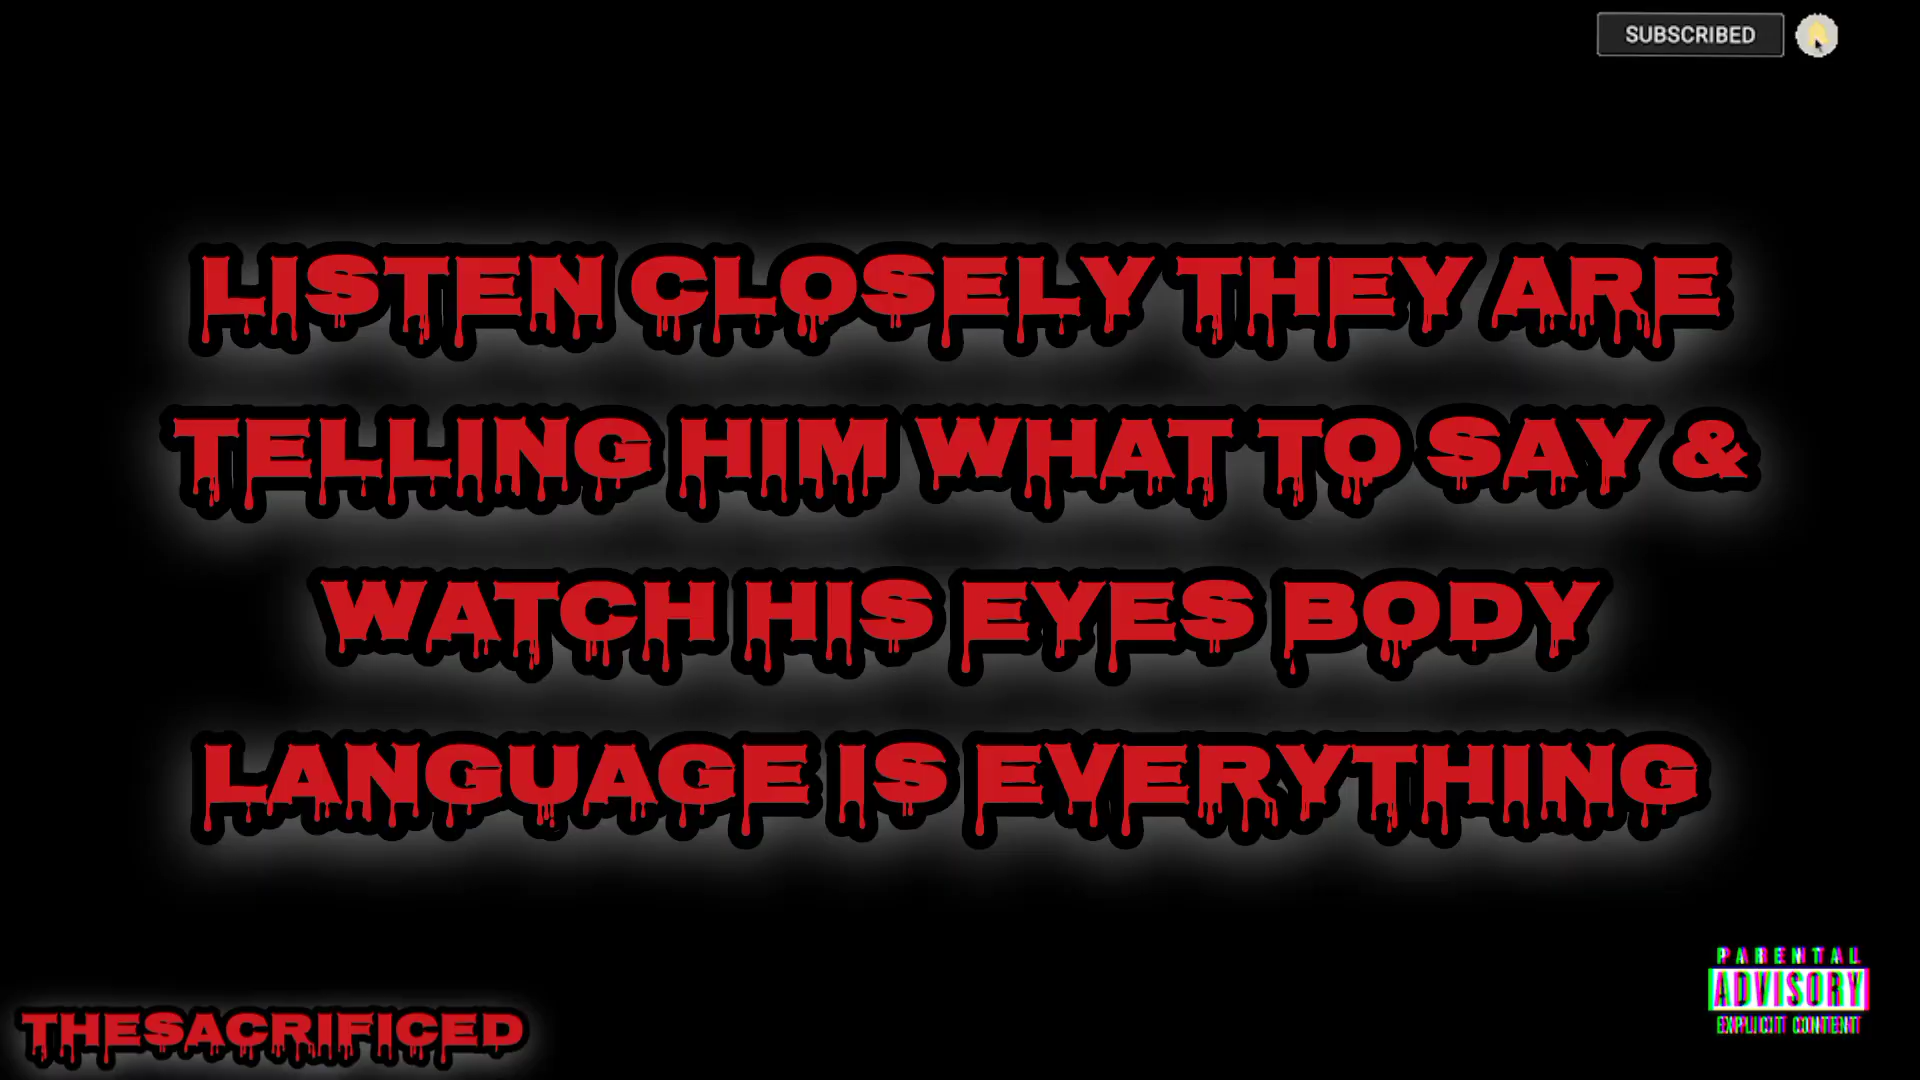 SUBSCRIBED
LISTEN CLOSELY THEY ARE
TELLING HIM WHAT TO SAY &
WATCH HIS EYES BODY
LANGUAGE IS EVERYTHING
THESACRIFICED
PARENTAL
ADVISORY
EXPLICIT CONTENT